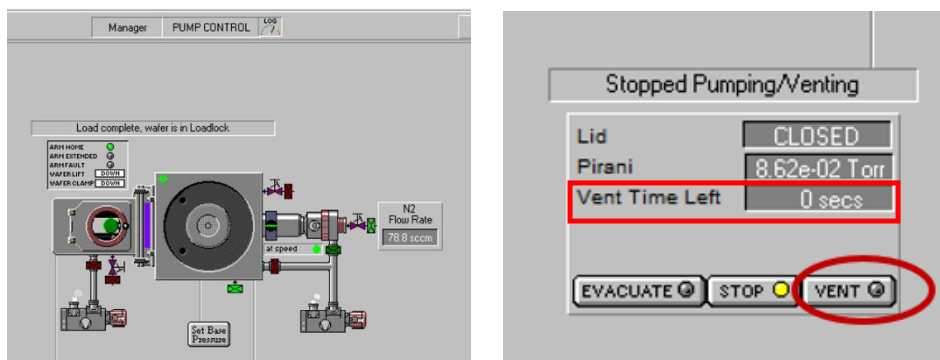 Manager
PUMP CONTROL
LOG
Load complete, wafer is in Loadlock
ARM HOME
ARM EXTENDED
ARM FAULT
WAFER LIFT DOWN
WAFER CLAMP DOWN
N2
Flow Rate
78.8 sccm
at speed
Set Base
Pressure
Stopped Pumping/Venting
Lid CLOSED
Pirani 8.62e-02 Torr
Vent Time Left 0 secs
EVACUATE STOP VENT